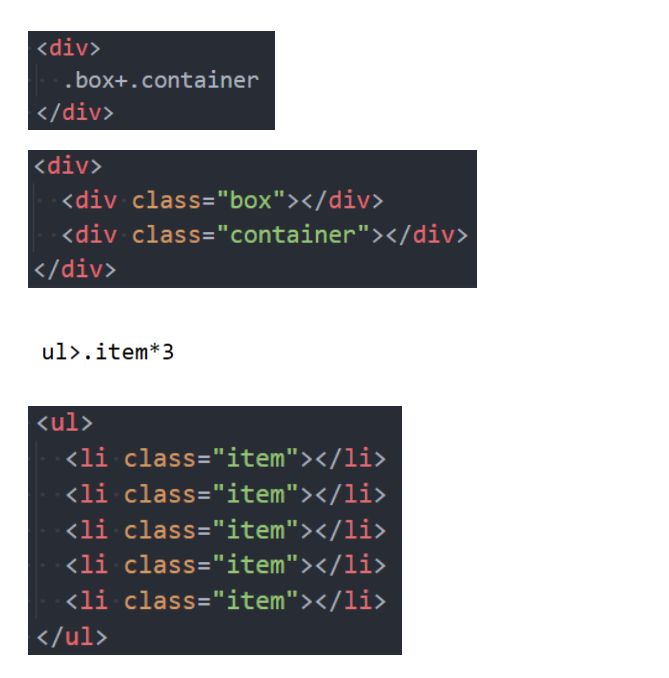 <div>
.box+.container
</div>
<div>
<div class="box"></div>
<div class="container"></div>
</div>
ul>.item*3
<ul>
<li class="item"></li>
<li class="item"></li>
<li class="item"></li>
<li class="item"></li>
<li class="item"></li>
</ul>